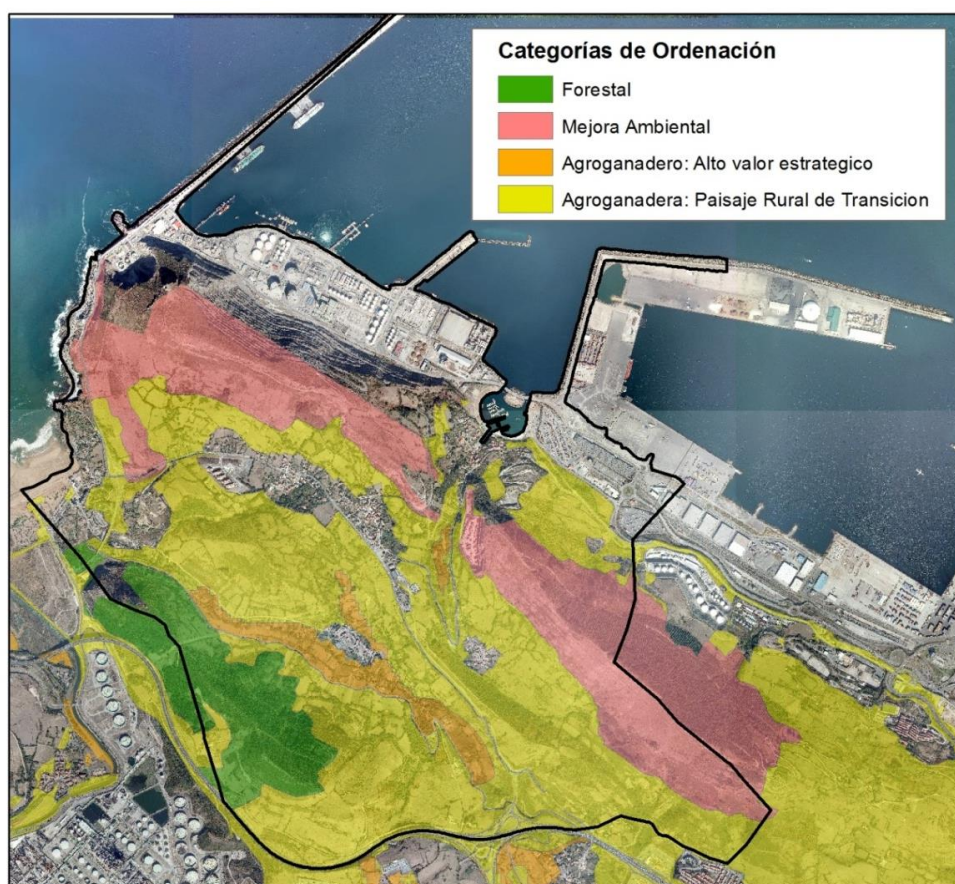 Categorías de Ordenación
Forestal
Mejora Ambiental
Agroganadero: Alto valor estrategico
Agroganadera: Paisaje Rural de Transicion